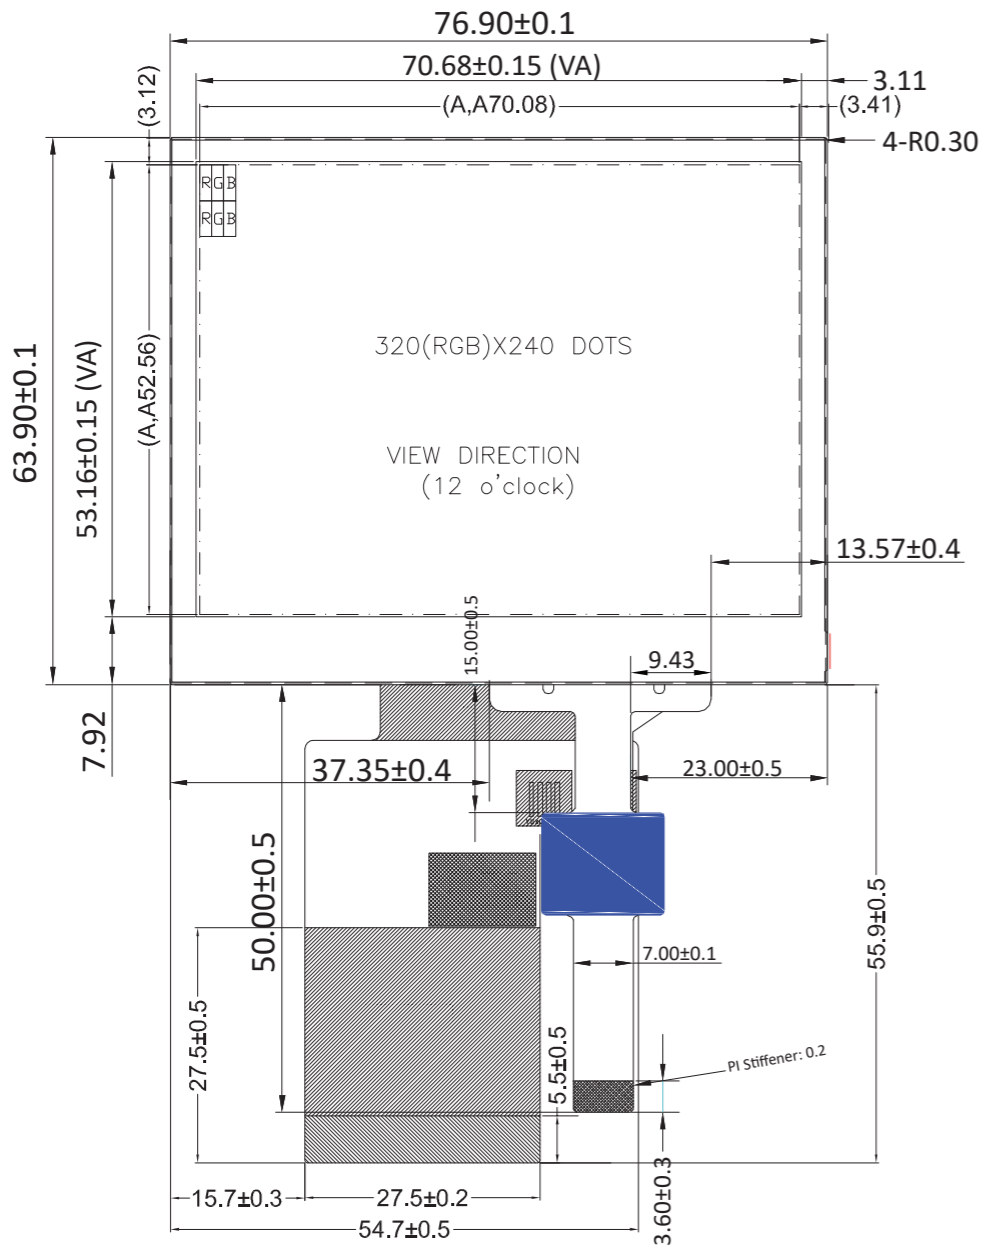 76.90±0.1
70.68±0.15 (VA)
3.11
(A,A70.08)
(3.41)
(3.12)
4-R0.30
R G B
R G B
320(RGB)X240 DOTS
VIEW DIRECTION
(12 o'clock)
63.90±0.1
53.16±0.15 (VA)
(A,A52.56)
13.57±0.4
15.00±0.5
9.43
7.92
37.35±0.4
23.00±0.5
50.00±0.5
55.9±0.5
7.00±0.1
27.5±0.5
5.5±0.5
PI Stiffener: 0.2
3.60±0.3
15.7±0.3
27.5±0.2
54.7±0.5